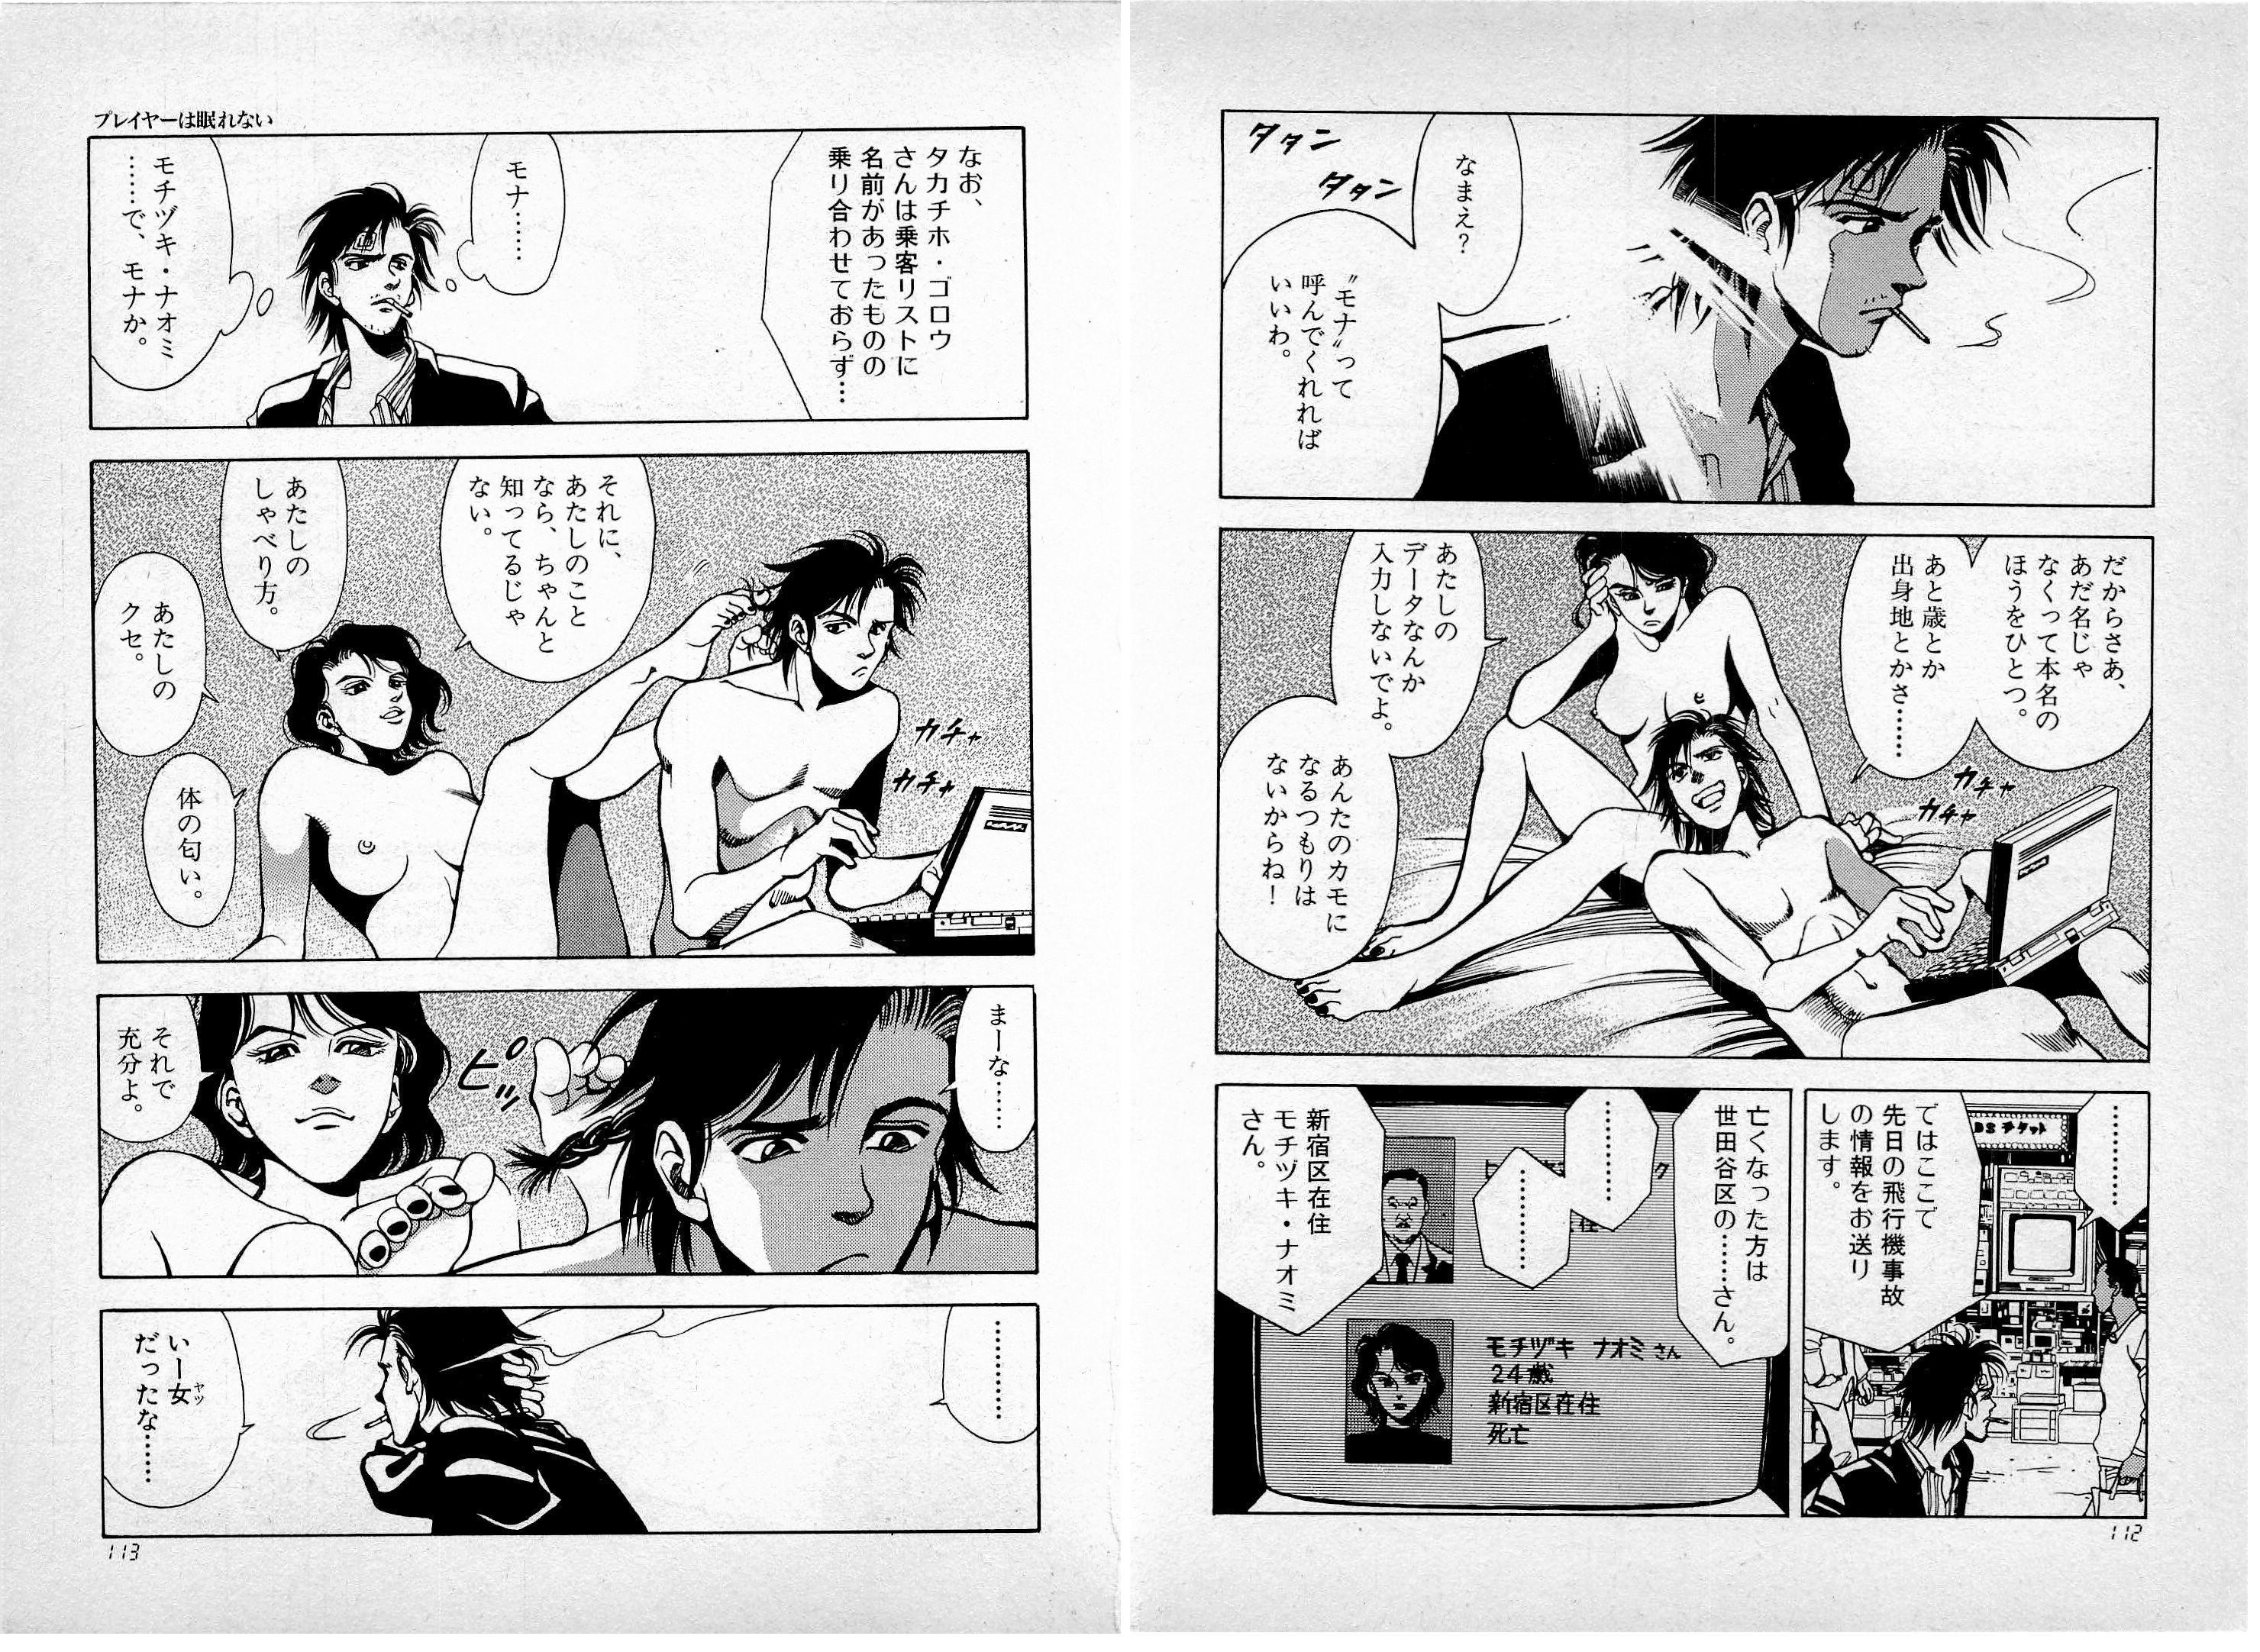 タタン
タタン
なまえ?
〝モナ〟って
呼んでくれれば
いいわ。
だからさあ、
あだ名じゃ
なくって本名の
ほうをひとつ。
あと歳とか
出身地とかさ……
あたしの
データなんか
入力しないいでよ。
あんたのカモに
なるつもりは
ないからね!
カチャ
カチャ
…………
DS チケット
ではここで
先日の飛行機事故
の情報をお送り
します。
亡くなった方は
世田谷区の……さん。
…………
…………
新宿区在住
モチヅキ・ナオミ
さん。
モチヅキ ナオミさん
24歳
新宿区在住
死亡
112
プレイヤーは眠れない
なお、
タカチホ・ゴロウ
さんは乗客リストに
名前があったものの
乗り合わせておらず…
モナ……
モチヅキ・ナオミ
……で、モナか。
それに、
あたしのこと
なら、ちゃんと
知ってるじゃ
ない。
あたしの
しゃべり方。
あたしの
クセ。
体の匂い。
カチャ
カチャ
まーな……
ピッ
それで
充分よ。
…………
いー女
ヤツ
だったな……
113